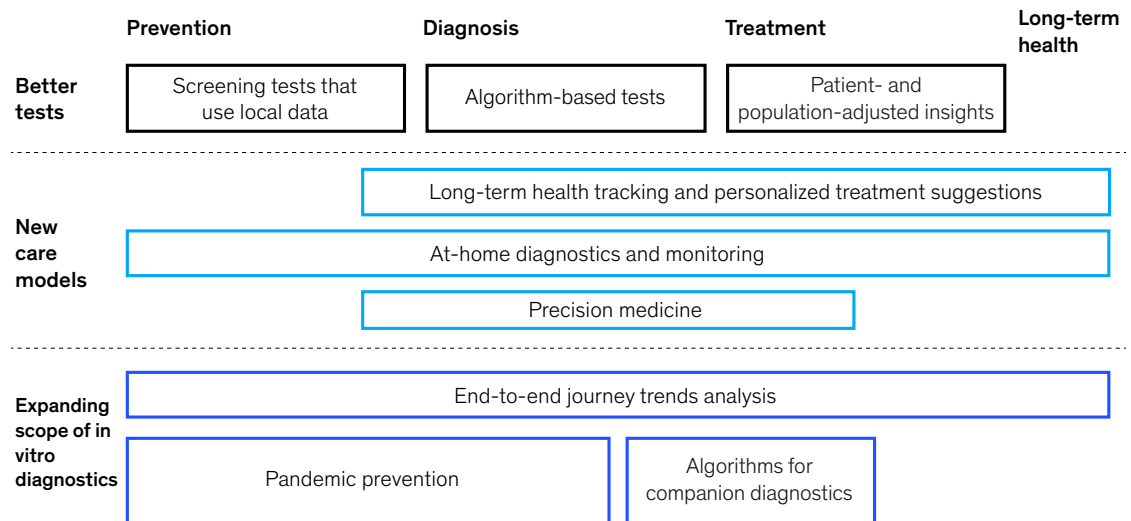 Prevention
Diagnosis
Treatment
Long-term
health
Better
tests
Screening tests that
use local data
Algorithm-based tests
Patient- and
population-adjusted insights
New
care
models
Long-term health tracking and personalized treatment suggestions
At-home diagnostics and monitoring
Precision medicine
Expanding
scope of in
vitro
diagnostics
End-to-end journey trends analysis
Pandemic prevention
Algorithms for
companion diagnostics